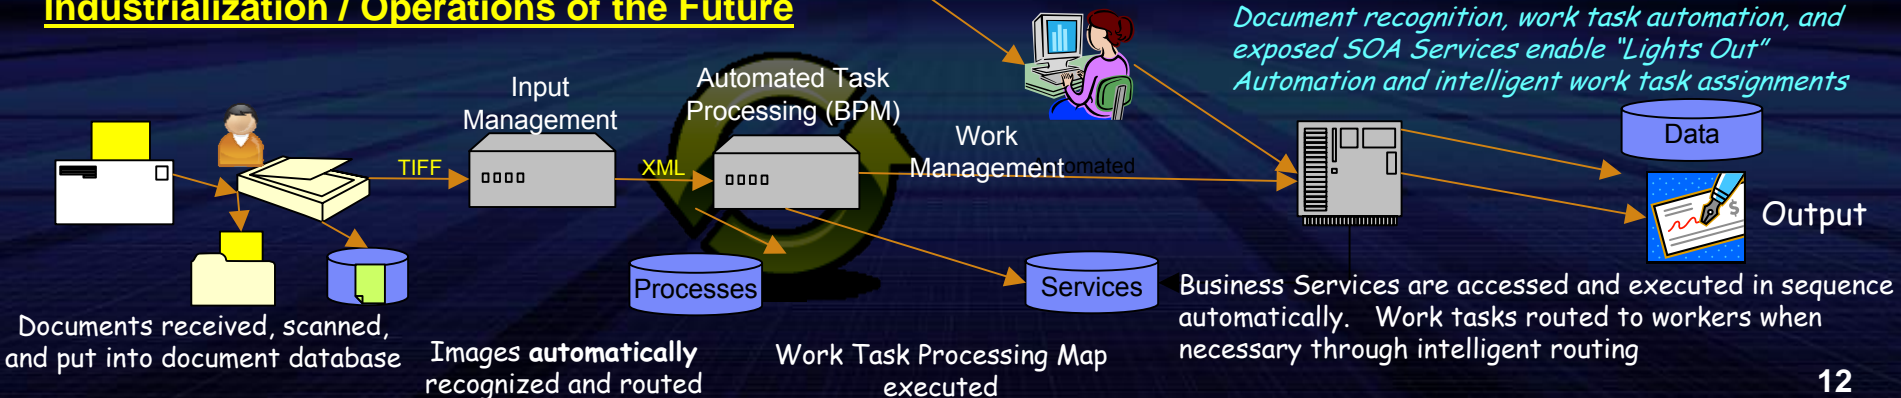 Industrialization / Operations of the Future
Document recognition, work task automation, and
exposed SOA Services enable “Lights Out”
Automation and intelligent work task assignments
Input
Management
Automated Task
Processing (BPM)
Work
Management
Automated
TIFF
XML
Data
Output
Processes
Services
Documents received, scanned,
and put into document database
Images automatically
recognized and routed
Work Task Processing Map
executed
Business Services are accessed and executed in sequence
automatically. Work tasks routed to workers when
necessary through intelligent routing
12